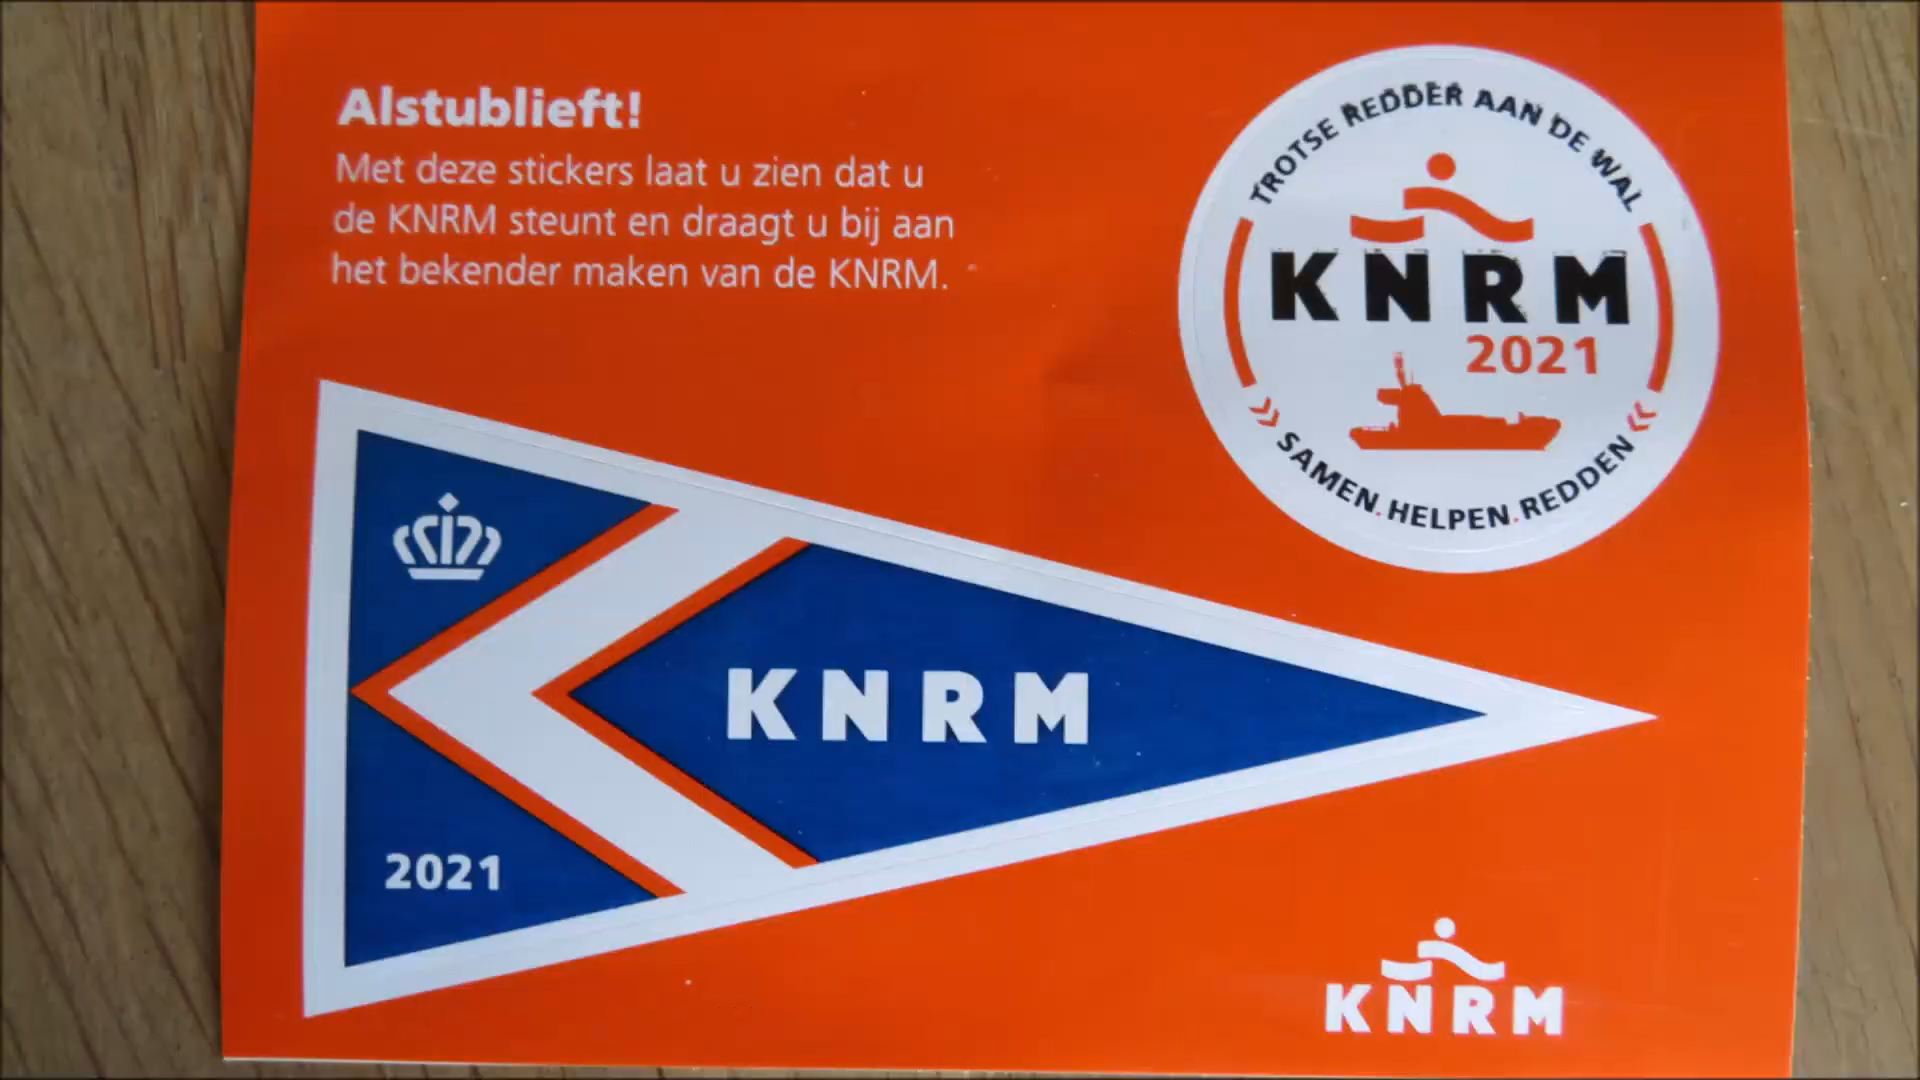 Alstublieft!
Met deze stickers laat u zien dat u
de KNRM steunt en draagt u bij aan
het bekender maken van de KNRM.
TROTSE REDDER AAN DE WAL
KNRM
2021
SAMEN.HELPEN.REDDEN
KNRM
2021
KNRM